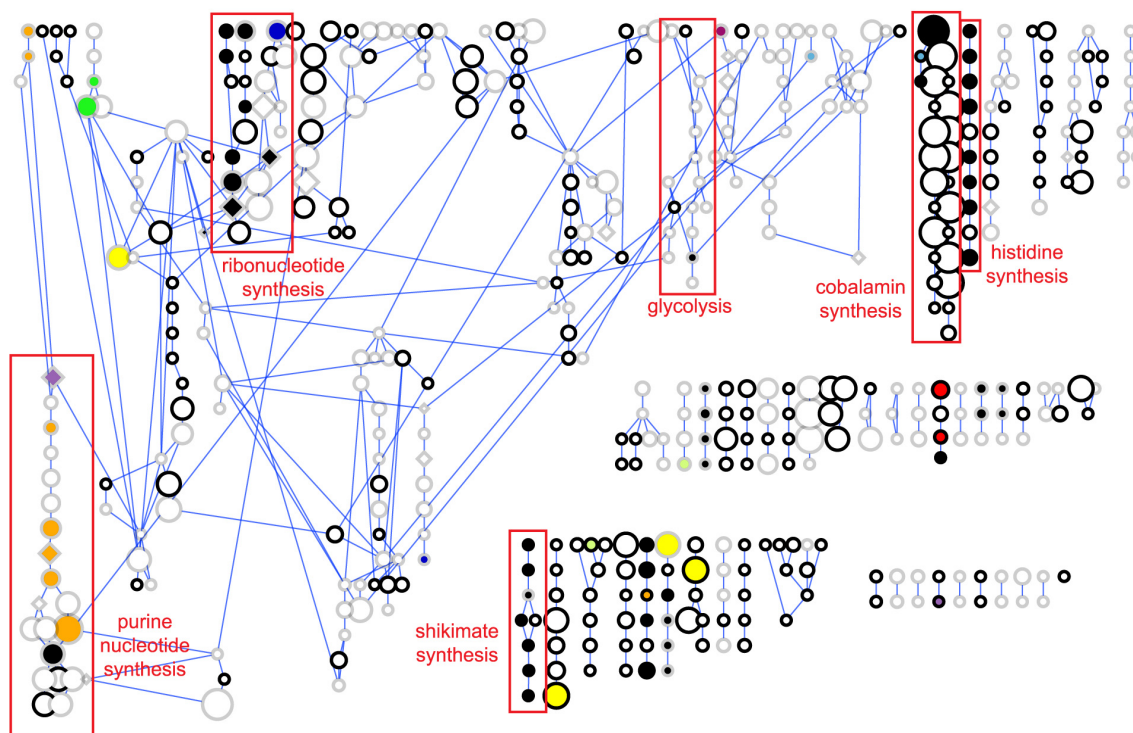 ribonucleotide
synthesis
glycolysis
cobalamin
synthesis
histidine
synthesis
purine
nucleotide
synthesis
shikimate
synthesis